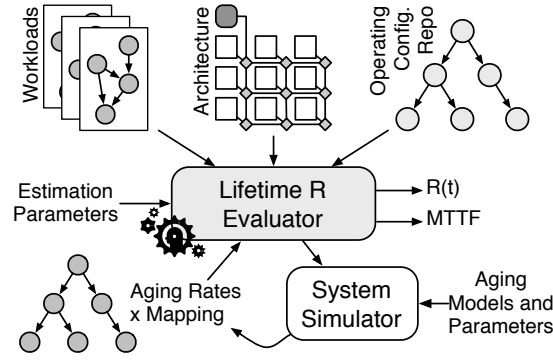 Workloads
Architecture
Operating
Config.
Repo
Estimation
Parameters
Lifetime R
Evaluator
R(t)
MTTF
Aging Rates
x Mapping
System
Simulator
Aging
Models and
Parameters